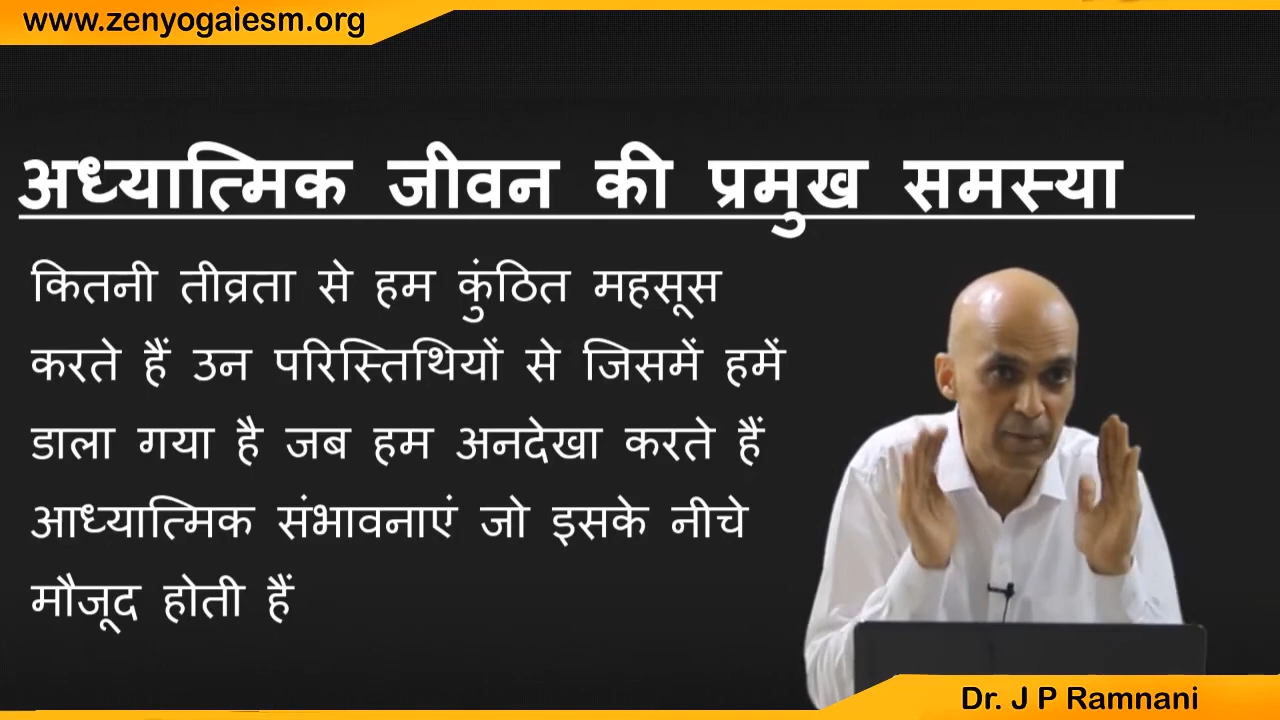 www.zenyogaiesm.org
अध्यात्मिक जीवन की प्रमुख समस्या
कितनी तीव्रता से हम कुंठित महसूस
करते हैं उन परिस्तिथियों से जिसमें हमें
डाला गया है जब हम अनदेखा करते हैं
आध्यात्मिक संभावनाएं जो इसके नीचे
मौजूद होती हैं
Dr. J P Ramnani